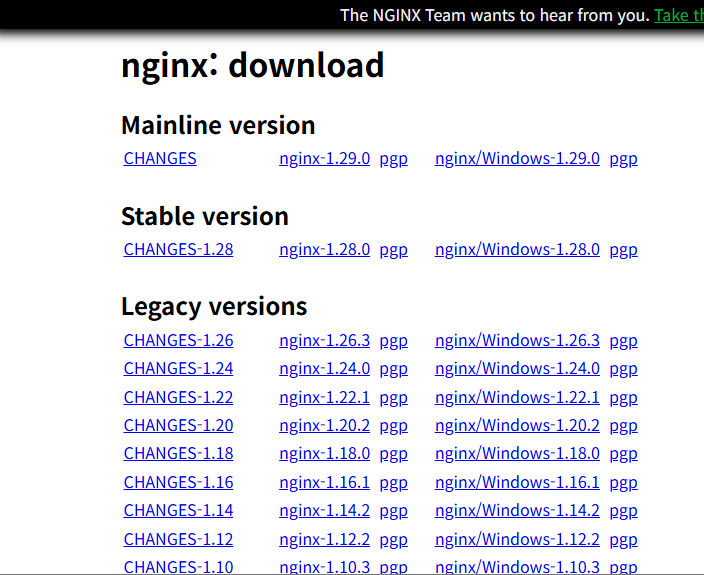 The NGINX Team wants to hear from you. Take th
nginx: download
Mainline version
CHANGES nginx-1.29.0 pgp nginx/Windows-1.29.0 pgp
Stable version
CHANGES-1.28 nginx-1.28.0 pgp nginx/Windows-1.28.0 pgp
Legacy versions
CHANGES-1.26 nginx-1.26.3 pgp nginx/Windows-1.26.3 pgp
CHANGES-1.24 nginx-1.24.0 pgp nginx/Windows-1.24.0 pgp
CHANGES-1.22 nginx-1.22.1 pgp nginx/Windows-1.22.1 pgp
CHANGES-1.20 nginx-1.20.2 pgp nginx/Windows-1.20.2 pgp
CHANGES-1.18 nginx-1.18.0 pgp nginx/Windows-1.18.0 pgp
CHANGES-1.16 nginx-1.16.1 pgp nginx/Windows-1.16.1 pgp
CHANGES-1.14 nginx-1.14.2 pgp nginx/Windows-1.14.2 pgp
CHANGES-1.12 nginx-1.12.2 pgp nginx/Windows-1.12.2 pgp
CHANGES-1.10 nginx-1.10.3 pgp nginx/Windows-1.10.3 pgp